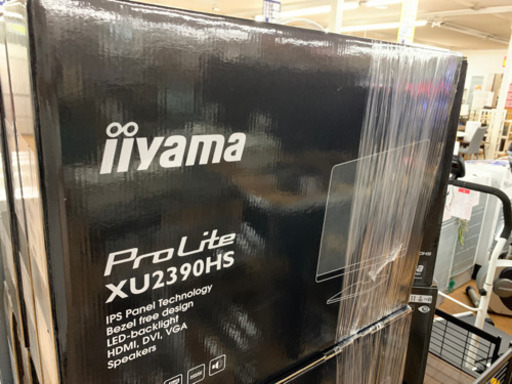 iiyama
ProLite
XU2390HS
IPS Panel Technology
Bezel free design
LED-backlight
HDMI, DVI, VGA
Speakers